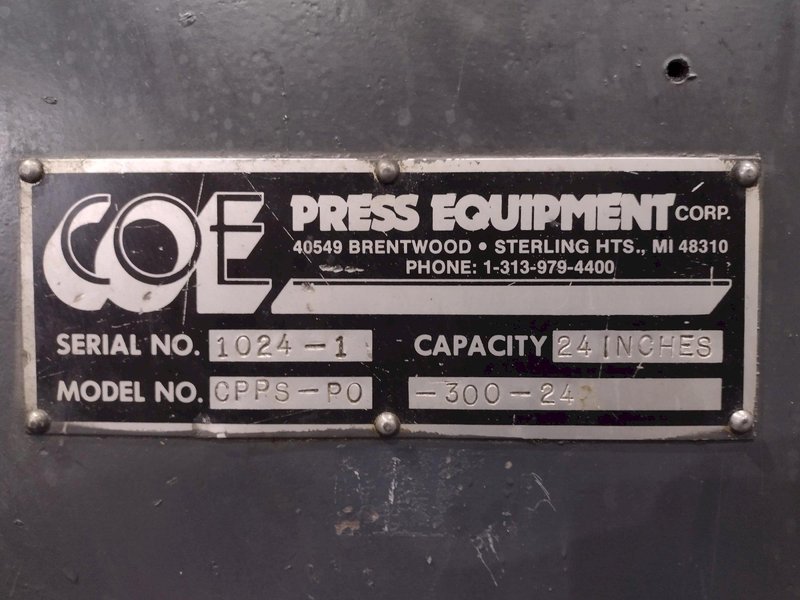 COE PRESS EQUIPMENT CORP.
40549 BRENTWOOD • STERLING HTS., MI 48310
PHONE: 1-313-979-4400
SERIAL NO. 1024-1 CAPACITY 24 INCHES
MODEL NO. CPPS-PO -300-24